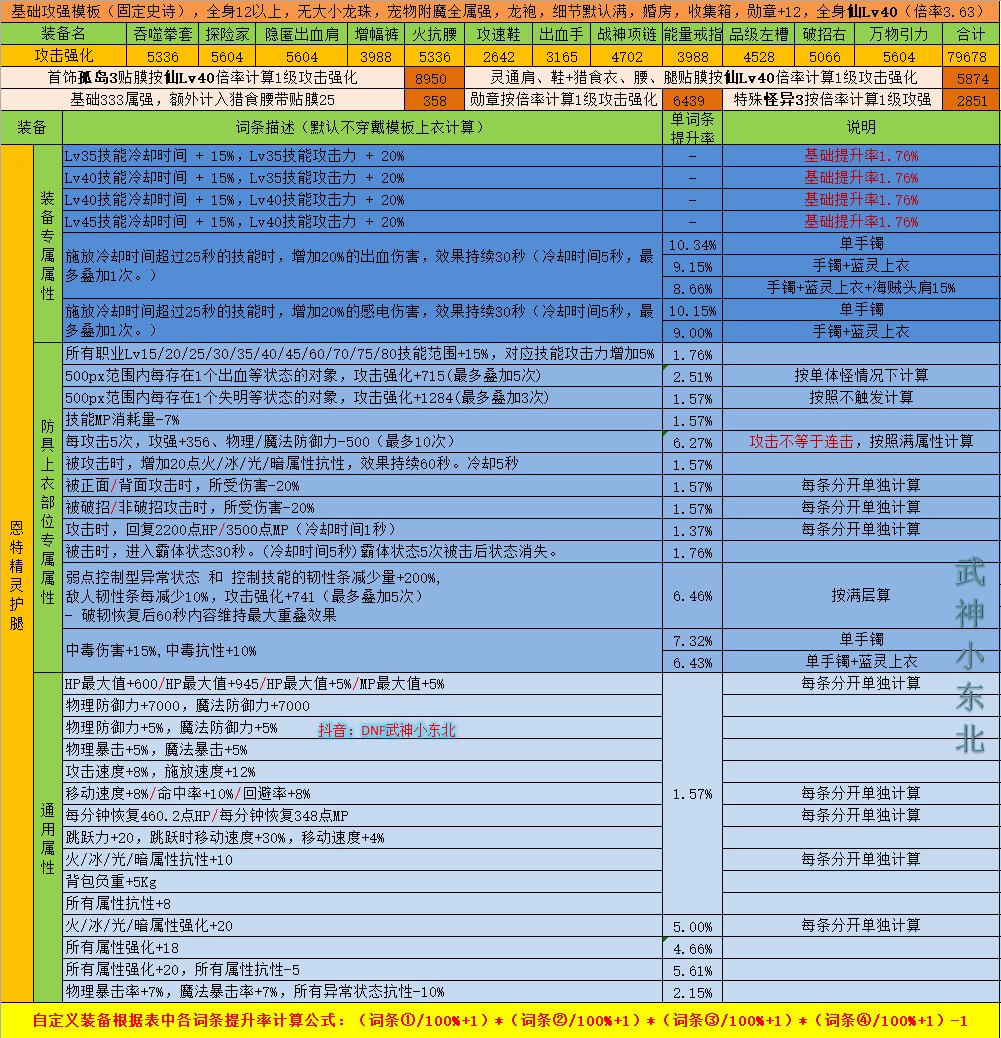 基础攻强模板（固定史诗），全身12以上，无大小龙珠，宠物附魔全属强，龙袍，细节默认满，婚房，收集箱，勋章+12，全身仙Lv40（倍率3.63）
装备名 吞噬拳套 探险家 隐匿出血肩 增幅裤 火抗腰 攻速鞋 出血手 战神项链 能量戒指 品级左槽 破招右 万物引力 合计
攻击强化 5336 5604 5604 3988 5336 2642 3165 4702 3988 4528 5066 5604 79678
首饰孤岛3贴膜按仙Lv40倍率计算1级攻击强化 8950 灵通肩、鞋+猎食衣、腰、腿贴膜按仙Lv40倍率计算1级攻击强化 5874
基础333属强，额外计入猎食腰带贴膜25 358 勋章按倍率计算1级攻击强化 6439 特殊怪异3按倍率计算1级攻强 2851
装备 词条描述（默认不穿戴模板上衣计算） 单词条提升率 说明
恩特精灵护腿
装备专属属性
Lv35技能冷却时间 + 15%，Lv35技能攻击力 + 20% – 基础提升率1.76%
Lv40技能冷却时间 + 15%，Lv35技能攻击力 + 20% – 基础提升率1.76%
Lv40技能冷却时间 + 15%，Lv40技能攻击力 + 20% – 基础提升率1.76%
Lv45技能冷却时间 + 15%，Lv40技能攻击力 + 20% – 基础提升率1.76%
施放冷却时间超过25秒的技能时，增加20%的出血伤害，效果持续30秒（冷却时间5秒，最
多叠加1次。）
10.34% 单手镯
9.15% 手镯+蓝灵上衣
8.66% 手镯+蓝灵上衣+海贼头肩15%
施放冷却时间超过25秒的技能时，增加20%的感电伤害，效果持续30秒（冷却时间5秒，最
多叠加1次。）
10.15% 单手镯
9.00% 手镯+蓝灵上衣
防具上衣部位专属属性
所有职业Lv15/20/25/30/35/40/45/60/70/75/80技能范围+15%，对应技能攻击力增加5% 1.76%
500px范围内每存在1个出血等状态的对象，攻击强化+715(最多叠加5次) 2.51% 按单体怪情况下计算
500px范围内每存在1个失明等状态的对象，攻击强化+1284(最多叠加3次) 1.57% 按照不触发计算
技能MP消耗量-7% 1.57%
每攻击5次，攻强+356、物理/魔法防御力-500（最多10次） 6.27% 攻击不等于连击，按照满属性计算
被攻击时，增加20点火/冰/光/暗属性抗性，效果持续60秒。冷却5秒 1.57%
被正面/背面攻击时，所受伤害-20% 1.57% 每条分开单独计算
被破招/非破招攻击时，所受伤害-20% 1.57% 每条分开单独计算
攻击时，回复2200点HP/3500点MP（冷却时间1秒） 1.37% 每条分开单独计算
被击时，进入霸体状态30秒。(冷却时间5秒)霸体状态5次被击后状态消失。 1.76%
弱点控制型异常状态 和 控制技能的韧性条减少量+200%,
敌人韧性条每减少10%，攻击强化+741（最多叠加5次）
- 破韧恢复后60秒内容维持最大重叠效果
6.46% 按满层算
中毒伤害+15%,中毒抗性+10%
7.32% 单手镯
6.43% 单手镯+蓝灵上衣
通用属性
HP最大值+600/HP最大值+945/HP最大值+5%/MP最大值+5% 每条分开单独计算
物理防御力+7000，魔法防御力+7000
物理防御力+5%，魔法防御力+5% 抖音：DNF武神小东北
物理暴击+5%，魔法暴击+5%
攻击速度+8%，施放速度+12%
移动速度+8%/命中率+10%/回避率+8% 1.57% 每条分开单独计算
每分钟恢复460.2点HP/每分钟恢复348点MP 每条分开单独计算
跳跃力+20，跳跃时移动速度+30%，移动速度+4%
火/冰/光/暗属性抗性+10 每条分开单独计算
背包负重+5Kg
所有属性抗性+8
火/冰/光/暗属性强化+20 5.00% 每条分开单独计算
所有属性强化+18 4.66%
所有属性强化+20，所有属性抗性-5 5.61%
物理暴击率+7%，魔法暴击率+7%，所有异常状态抗性-10% 2.15%
武神小东北
自定义装备根据表中各词条提升率计算公式：（词条①/100%+1）*（词条②/100%+1）*（词条③/100%+1）*（词条④/100%+1）-1